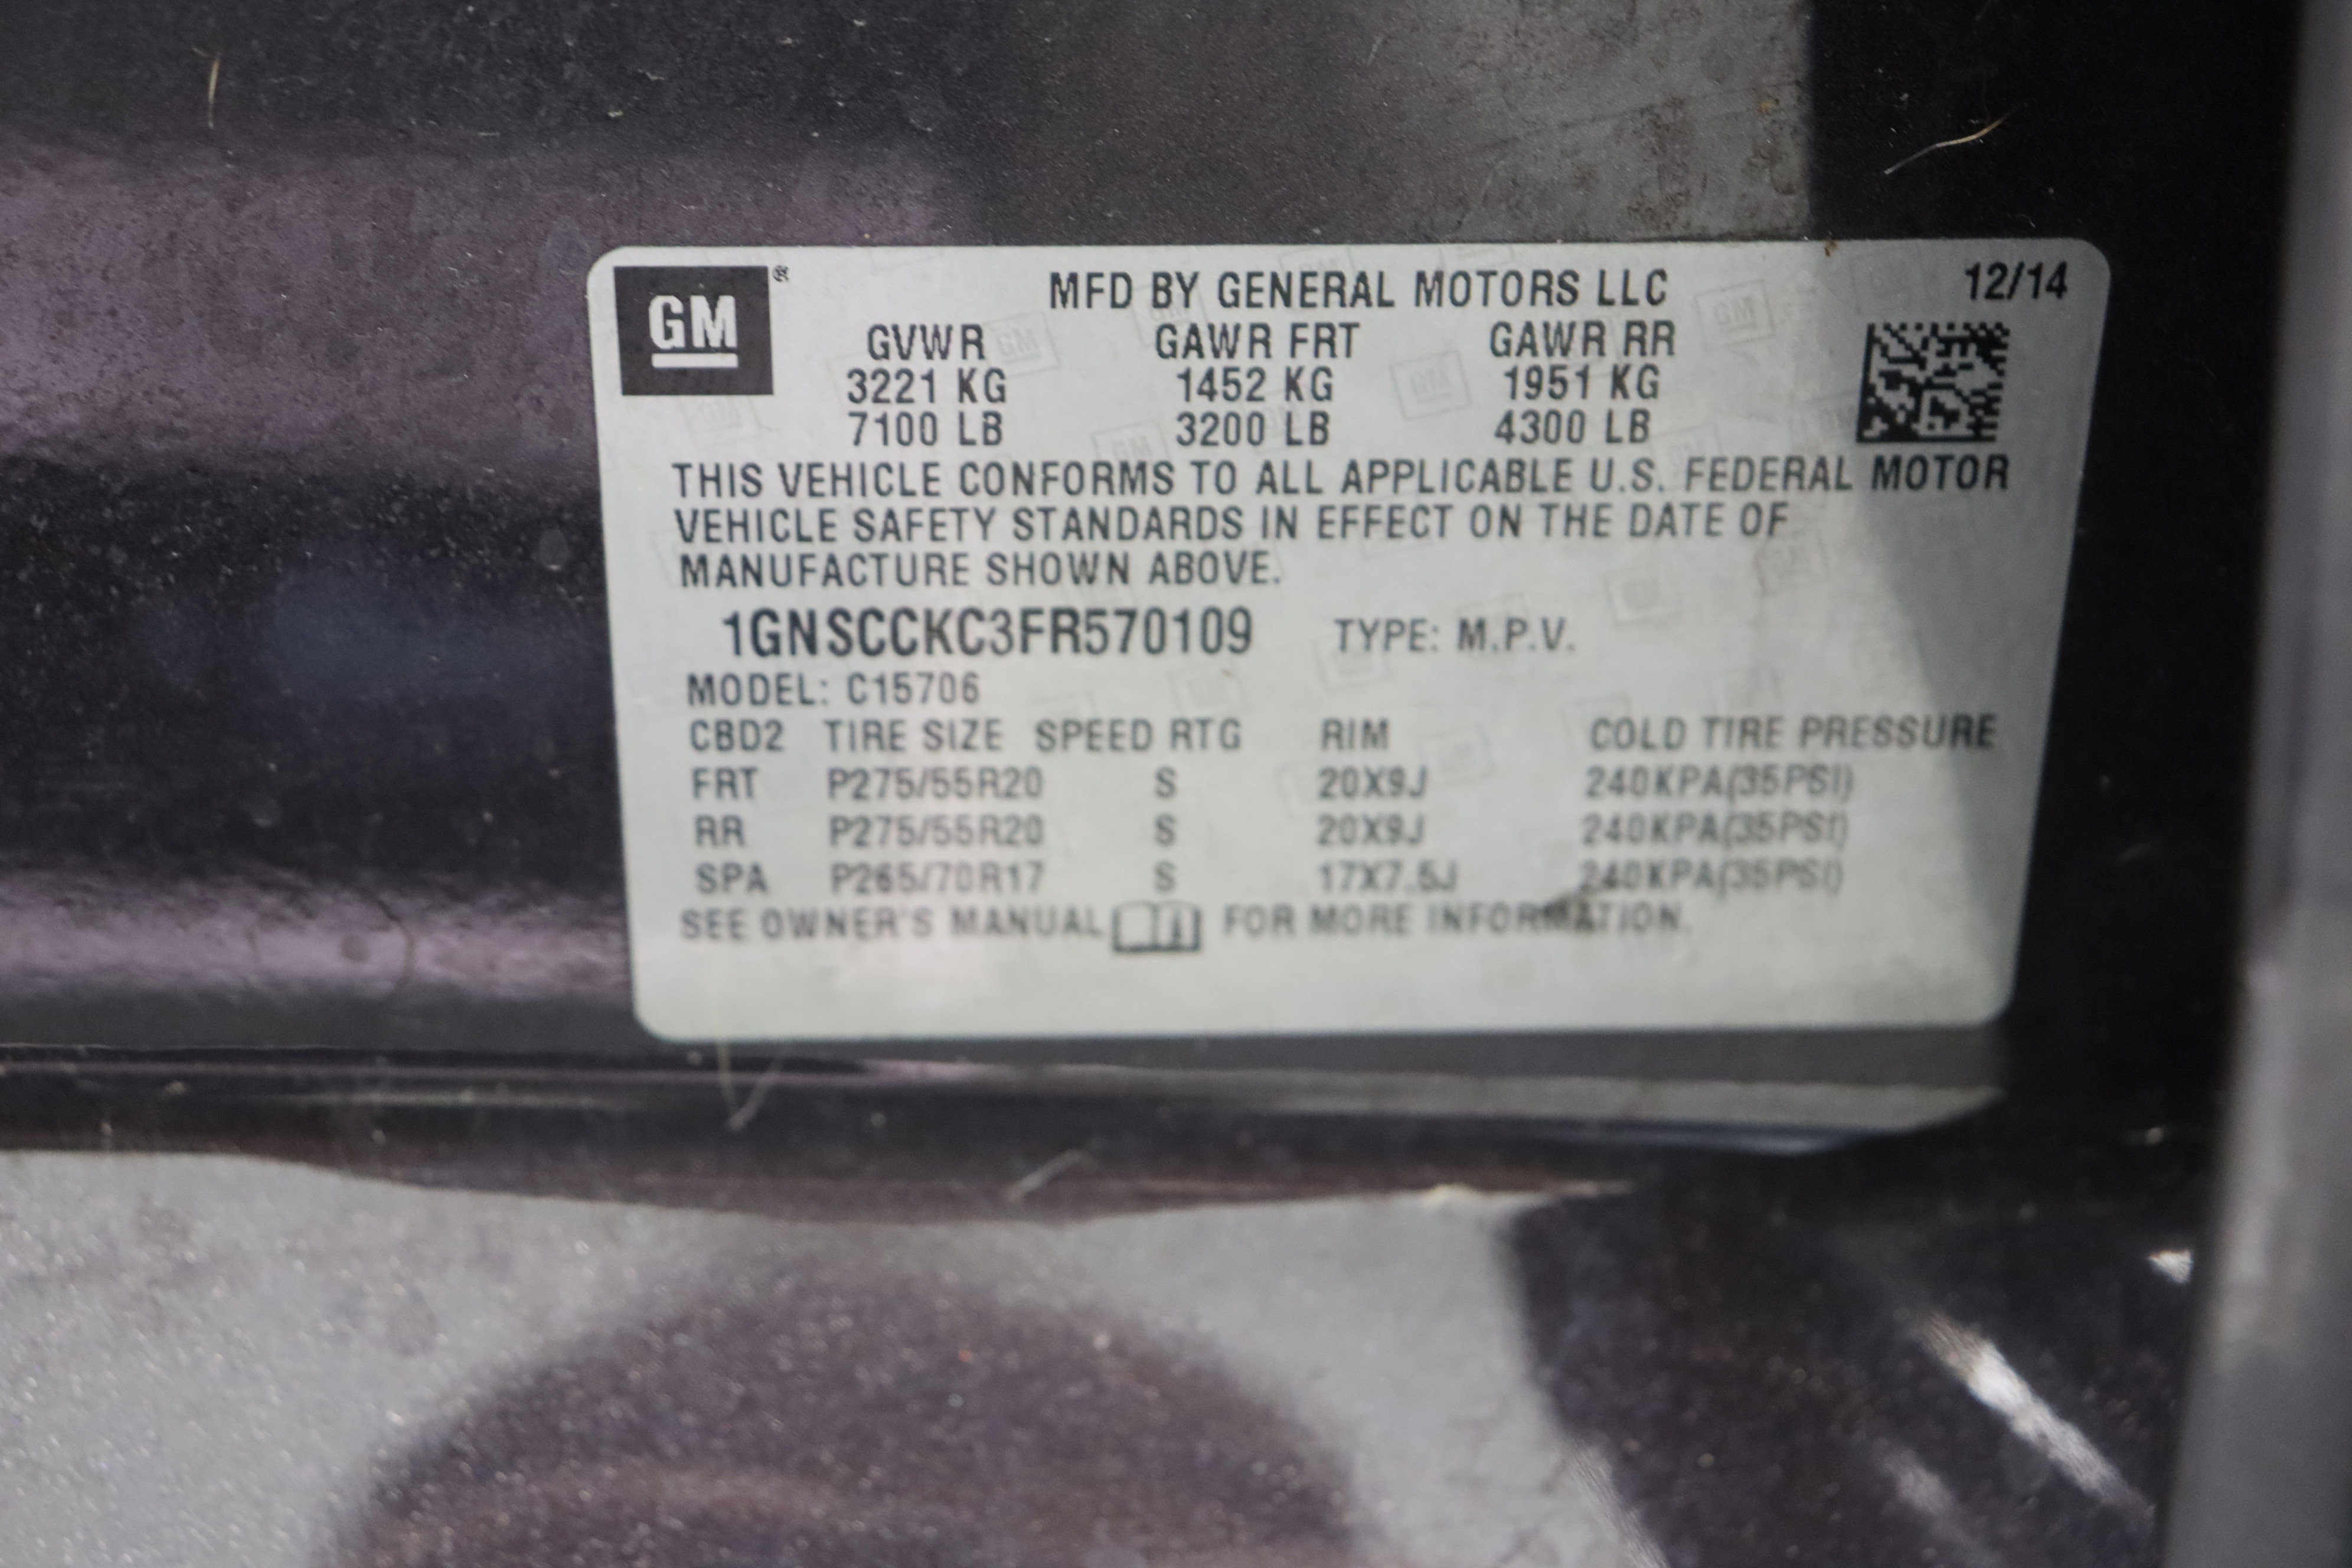 GM ®
MFD BY GENERAL MOTORS LLC 12/14
GVWR GAWR FRT GAWR RR
3221 KG 1452 KG 1951 KG
7100 LB 3200 LB 4300 LB
THIS VEHICLE CONFORMS TO ALL APPLICABLE U.S. FEDERAL MOTOR
VEHICLE SAFETY STANDARDS IN EFFECT ON THE DATE OF
MANUFACTURE SHOWN ABOVE.
1GNSCCKC3FR570109 TYPE: M.P.V.
MODEL: C15706
CBD2 TIRE SIZE SPEED RTG RIM COLD TIRE PRESSURE
FRT P275/55R20 S 20X9J 240KPA(35PSI)
RR P275/55R20 S 20X9J 240KPA(35PSI)
SPA P265/70R17 S 17X7.5J 240KPA(35PSI)
SEE OWNER'S MANUAL FOR MORE INFORMATION.